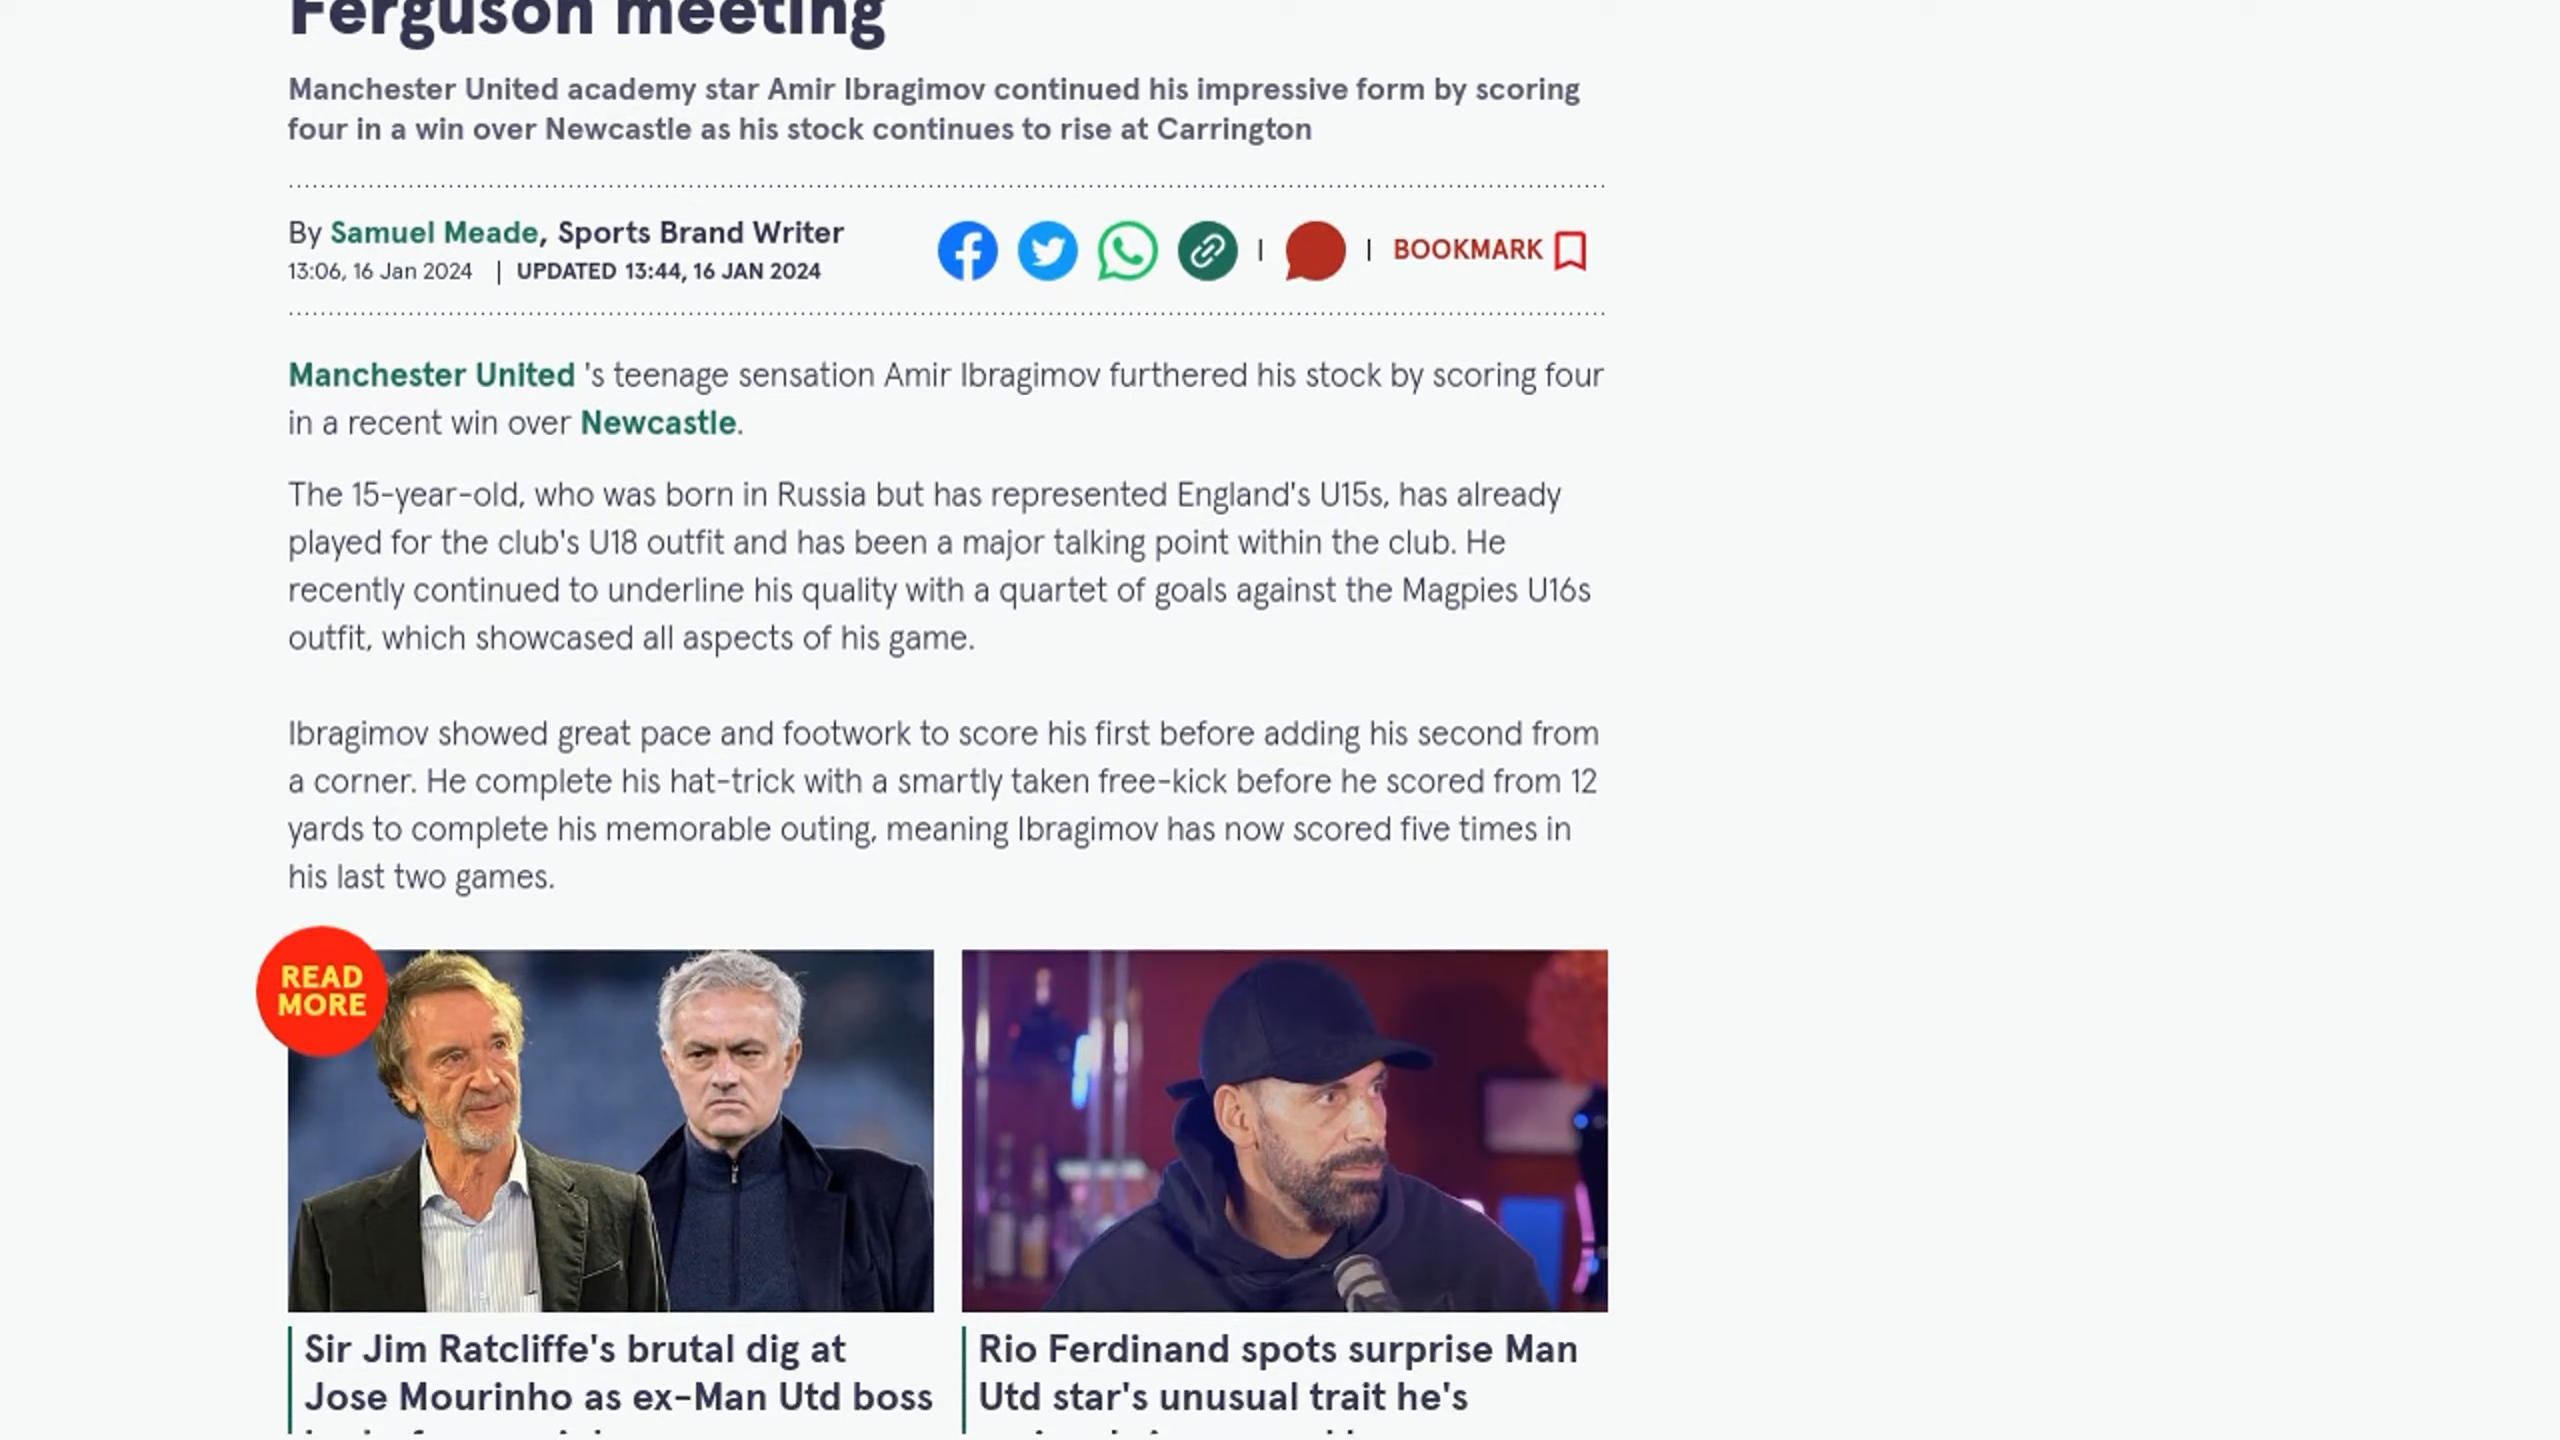 Ferguson meeting
Manchester United academy star Amir Ibragimov continued his impressive form by scoring
four in a win over Newcastle as his stock continues to rise at Carrington
By Samuel Meade, Sports Brand Writer
13:06, 16 Jan 2024 | UPDATED 13:44, 16 JAN 2024
| | BOOKMARK
Manchester United 's teenage sensation Amir Ibragimov furthered his stock by scoring four
in a recent win over Newcastle.
The 15-year-old, who was born in Russia but has represented England's U15s, has already
played for the club's U18 outfit and has been a major talking point within the club. He
recently continued to underline his quality with a quartet of goals against the Magpies U16s
outfit, which showcased all aspects of his game.
Ibragimov showed great pace and footwork to score his first before adding his second from
a corner. He complete his hat-trick with a smartly taken free-kick before he scored from 12
yards to complete his memorable outing, meaning Ibragimov has now scored five times in
his last two games.
READ
MORE
Sir Jim Ratcliffe's brutal dig at
Jose Mourinho as ex-Man Utd boss
Rio Ferdinand spots surprise Man
Utd star's unusual trait he's